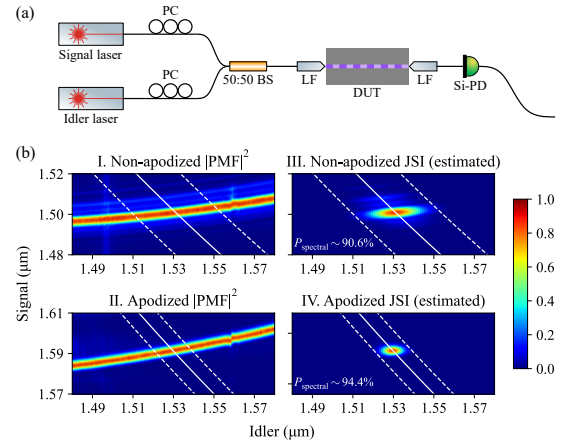 (a)
PC
Signal laser
PC
50:50 BS
LF
DUT
LF
Si-PD
Idler laser
(b)
I. Non-apodized |PMF|²
III. Non-apodized JSI (estimated)
1.52
1.50
1.48
1.49 1.51 1.53 1.55 1.57
P_spectral ~ 90.6%
1.49 1.51 1.53 1.55 1.57
II. Apodized |PMF|²
IV. Apodized JSI (estimated)
1.61
1.59
1.57
1.49 1.51 1.53 1.55 1.57
P_spectral ~ 94.4%
1.49 1.51 1.53 1.55 1.57
Signal (μm)
Idler (μm)
1.0
0.8
0.6
0.4
0.2
0.0